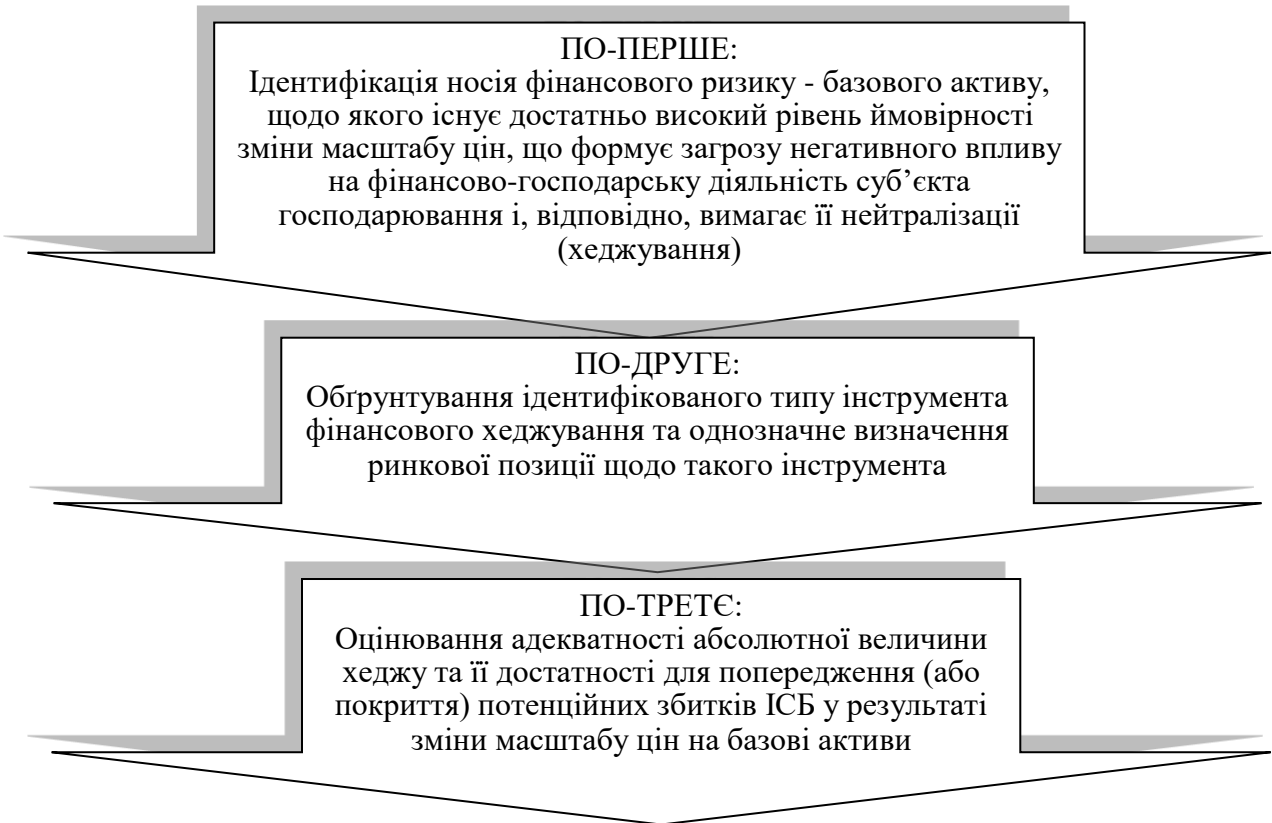 ПО-ПЕРШЕ:
Ідентифікація носія фінансового ризику - базового активу,
щодо якого існує достатньо високий рівень ймовірності
зміни масштабу цін, що формує загрозу негативного впливу
на фінансово-господарську діяльність суб’єкта
господарювання і, відповідно, вимагає її нейтралізації
(хеджування)
ПО-ДРУГЕ:
Обґрунтування ідентифікованого типу інструмента
фінансового хеджування та однозначне визначення
ринкової позиції щодо такого інструмента
ПО-ТРЕТЄ:
Оцінювання адекватності абсолютної величини
хеджу та її достатності для попередження (або
покриття) потенційних збитків ІСБ у результаті
зміни масштабу цін на базові активи